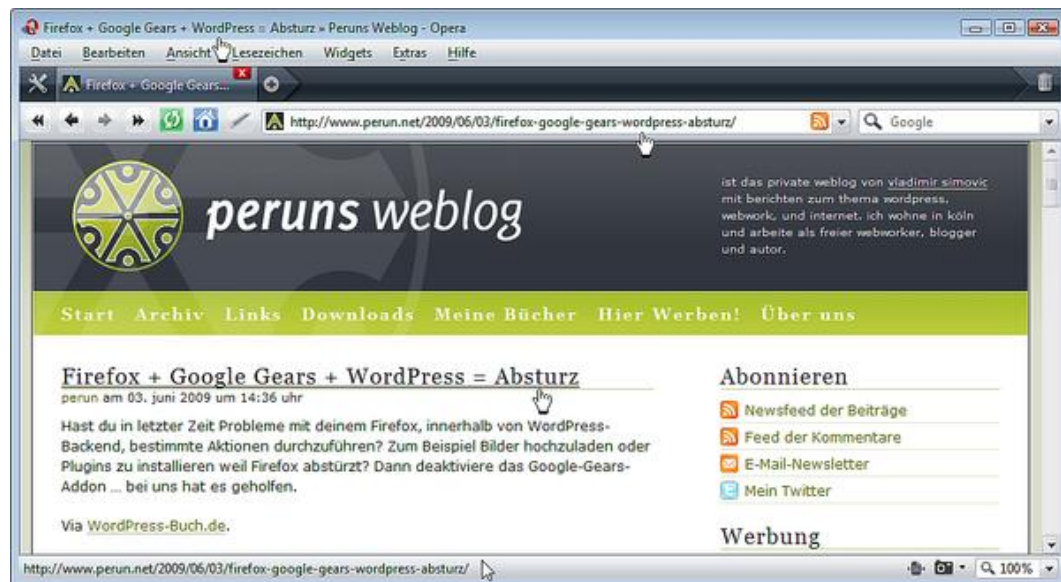 Firefox + Google Gears + WordPress = Absturz » Peruns Weblog - Opera
Datei Bearbeiten Ansicht Lesezeichen Widgets Extras Hilfe
Firefox + Google Gears...
http://www.perun.net/2009/06/03/firefox-google-gears-wordpress-absturz/ Google
peruns weblog
ist das private weblog von vladimir simovic
mit berichten zum thema wordpress,
webwork, und internet. ich wohne in köln
und arbeite als freier webworker, blogger
und autor.
Start Archiv Links Downloads Meine Bücher Hier Werben! Über uns
Firefox + Google Gears + WordPress = Absturz
perun am 03. juni 2009 um 14:36 uhr
Hast du in letzter Zeit Probleme mit deinem Firefox, innerhalb von WordPress-
Backend, bestimmte Aktionen durchzuführen? Zum Beispiel Bilder hochzuladen oder
Plugins zu installieren weil Firefox abstürzt? Dann deaktiviere das Google-Gears-
Addon ... bei uns hat es geholfen.
Via WordPress-Buch.de.
Abonnieren
Newsfeed der Beiträge
Feed der Kommentare
E-Mail-Newsletter
Mein Twitter
Werbung
http://www.perun.net/2009/06/03/firefox-google-gears-wordpress-absturz/ 100%